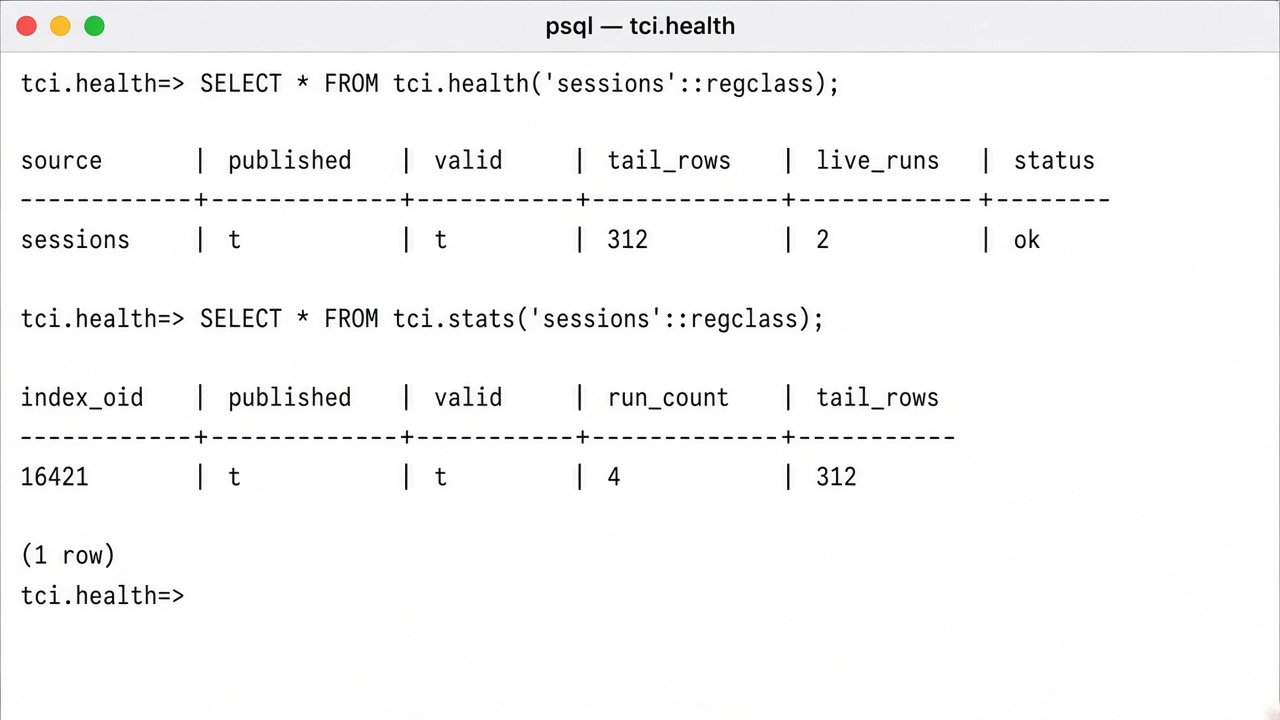 psql — tci.health
tci.health=> SELECT * FROM tci.health('sessions'::regclass);
source | published | valid | tail_rows | live_runs | status
-------------+--------------+------------+--------------+-------------+--------
sessions | t | t | 312 | 2 | ok
tci.health=> SELECT * FROM tci.stats('sessions'::regclass);
index_oid | published | valid | run_count | tail_rows
-------------+--------------+------------+--------------+------------
16421 | t | t | 4 | 312
(1 row)
tci.health=>